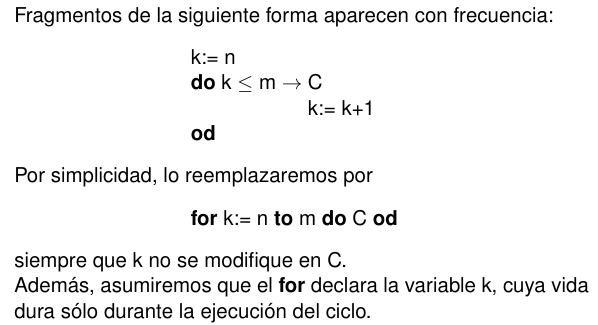 Fragmentos de la siguiente forma aparecen con frecuencia:
k:= n
do k ≤ m → C
k:= k+1
od
Por simplicidad, lo reemplazaremos por
for k:= n to m do C od
siempre que k no se modifique en C.
Además, asumiremos que el for declara la variable k, cuya vida
dura sólo durante la ejecución del ciclo.